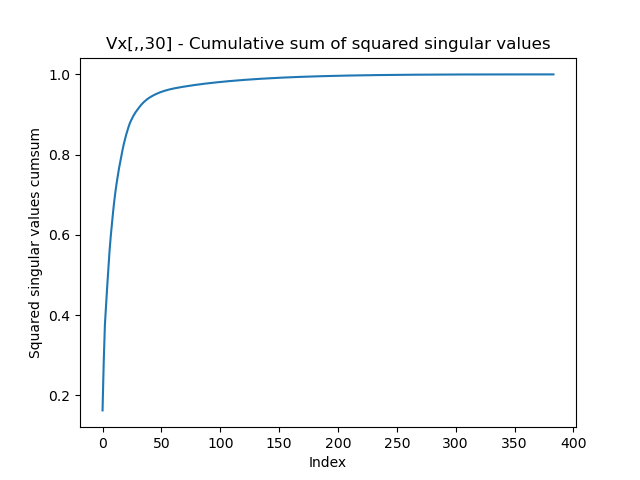 Vx[,,30] - Cumulative sum of squared singular values
1.0
0.8
0.6
0.4
0.2
Squared singular values cumsum
0 50 100 150 200 250 300 350 400
Index